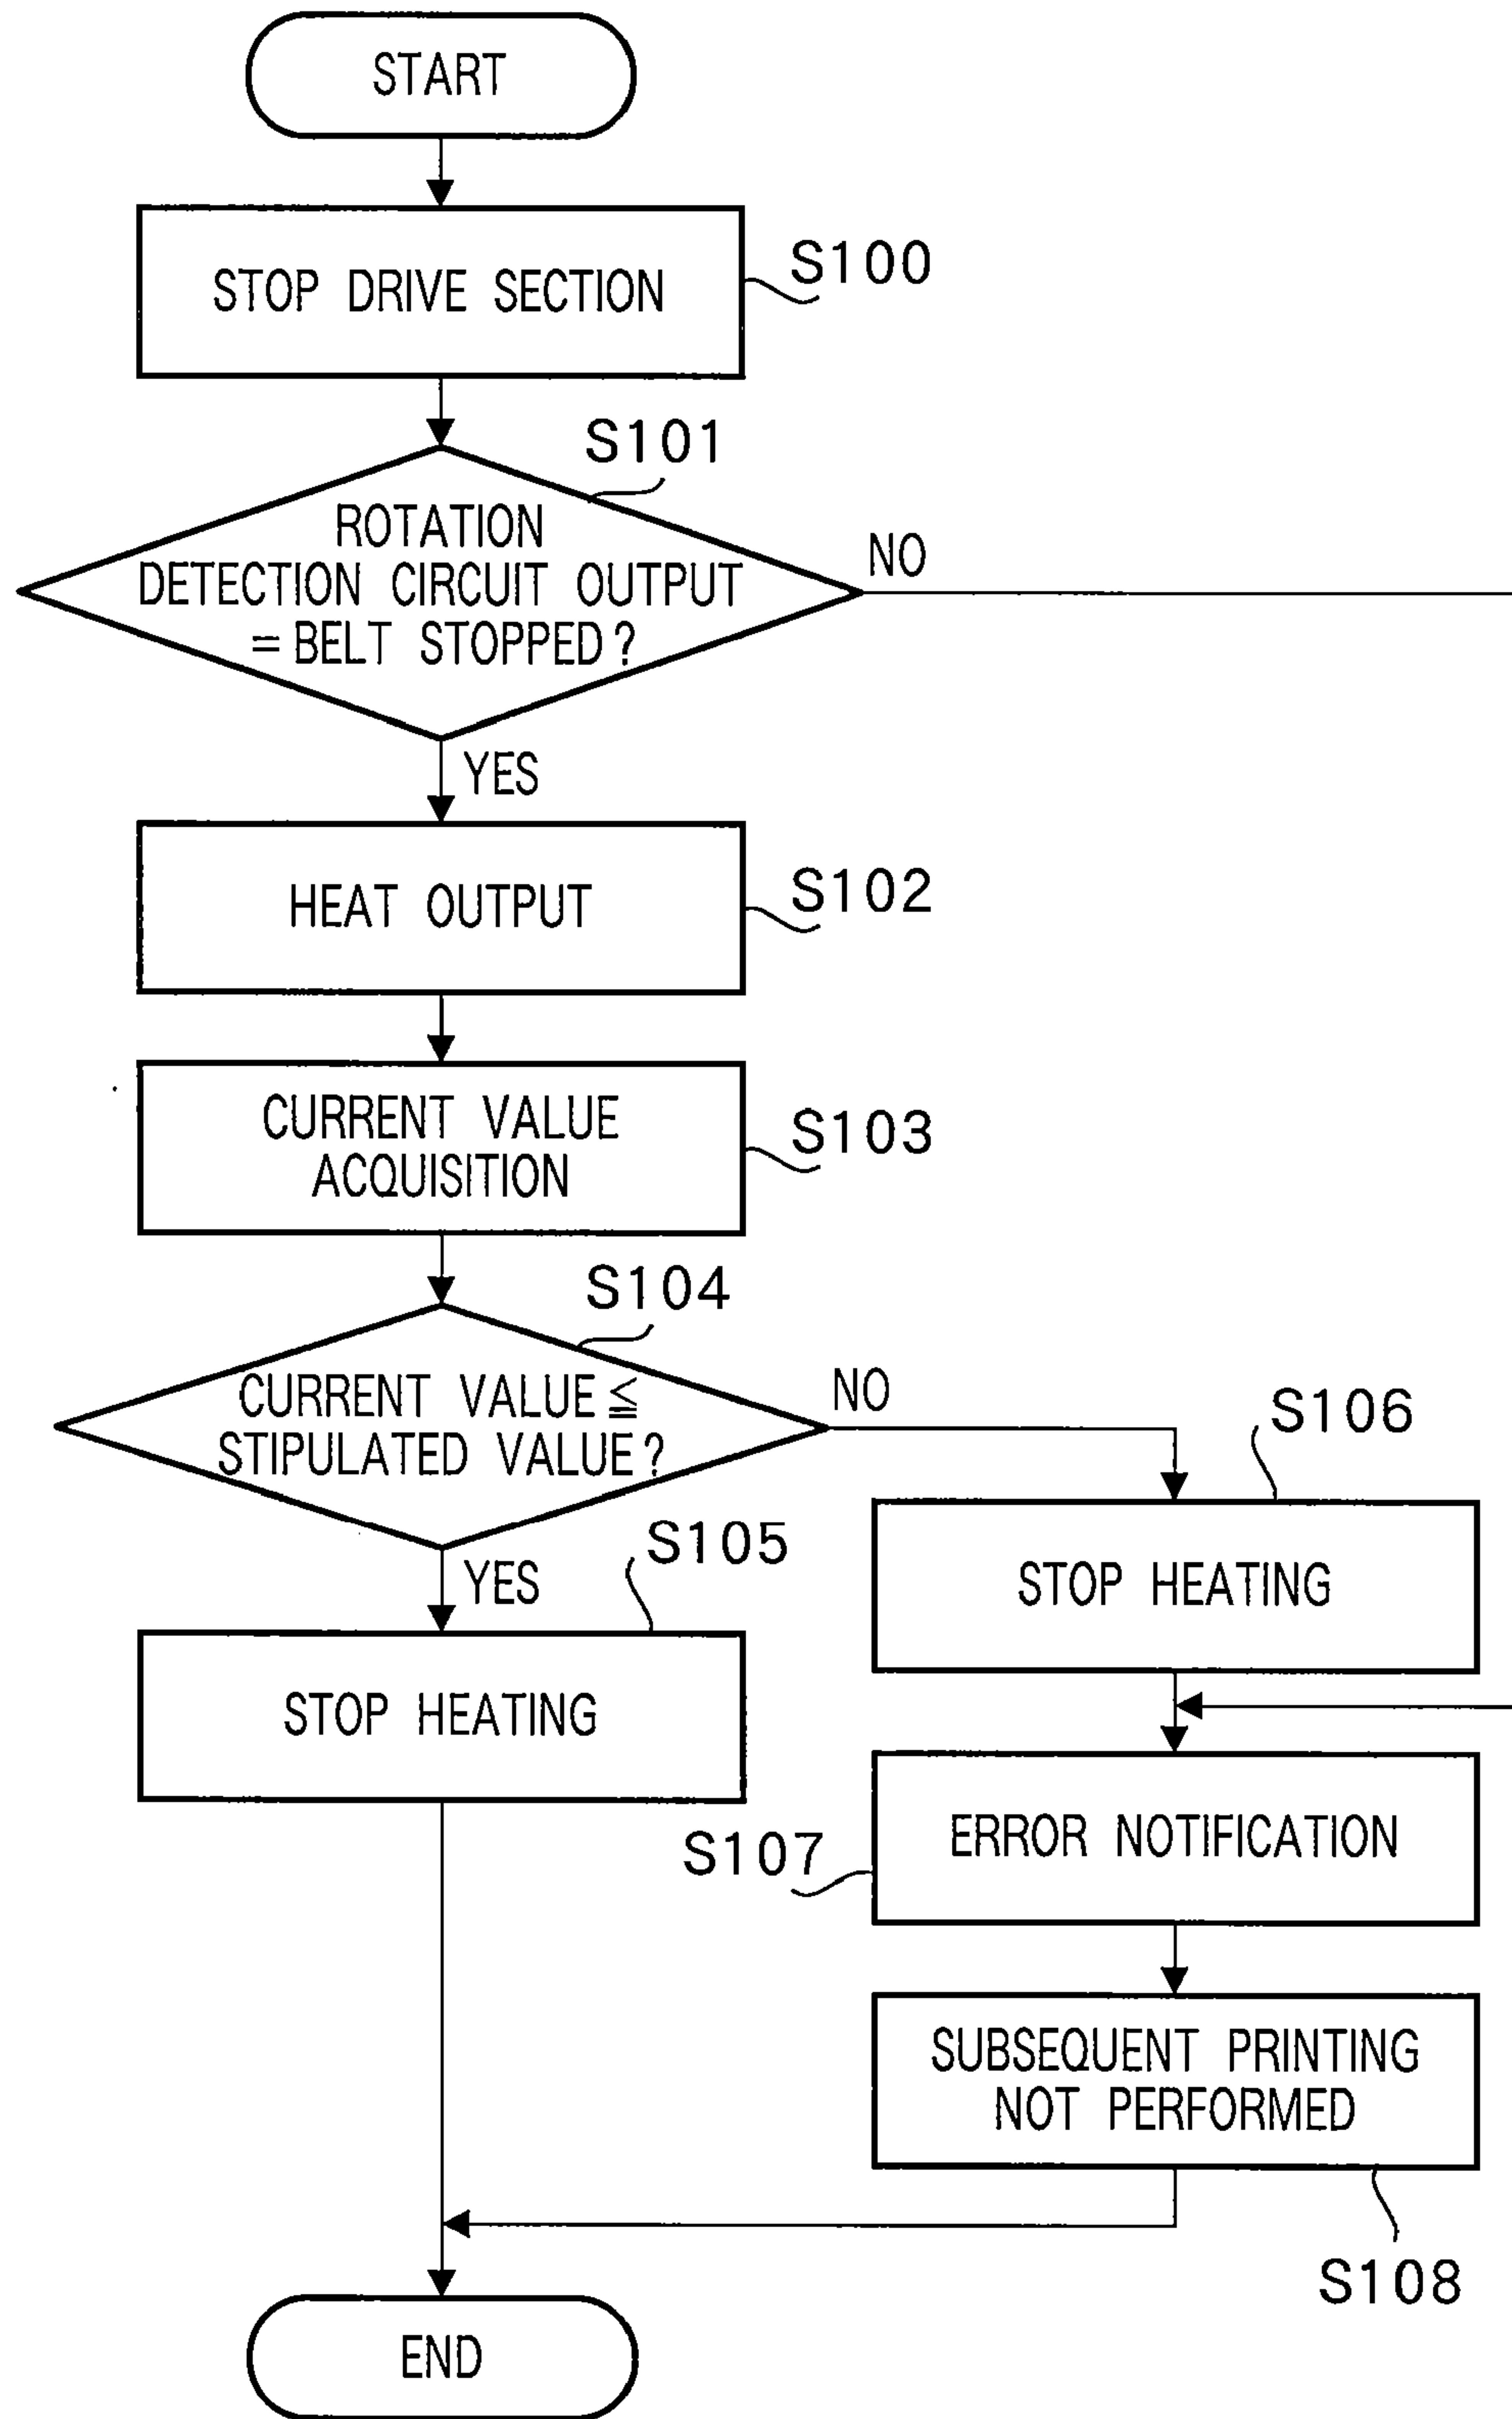 START
STOP DRIVE SECTION
S100
S101
ROTATION
DETECTION CIRCUIT OUTPUT
= BELT STOPPED?
NO
YES
HEAT OUTPUT
S102
CURRENT VALUE
ACQUISITION
S103
S104
CURRENT VALUE ≦
STIPULATED VALUE?
NO
YES
S105
STOP HEATING
S106
STOP HEATING
S107
ERROR NOTIFICATION
SUBSEQUENT PRINTING
NOT PERFORMED
S108
END